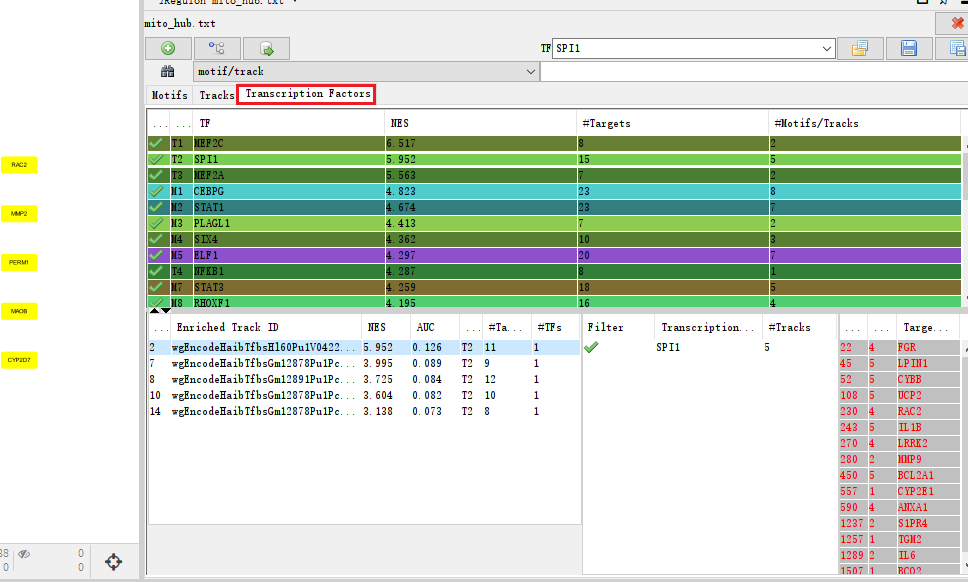 iRegulon mito_hub.txt
mito_hub.txt
TF SPI1
motif/track
Motifs Tracks Transcription Factors
... ... TF NES #Targets #Motifs/Tracks
T1 MEF2C 6.517 8 2
T2 SPI1 5.952 15 5
T3 MEF2A 5.563 7 2
M1 CEBPG 4.823 23 8
M2 STAT1 4.674 23 7
M3 PLAGL1 4.413 7 2
M4 SIX4 4.362 10 3
M5 ELF1 4.297 20 7
T4 NFKB1 4.287 8 1
M7 STAT3 4.259 18 5
M8 RHOXF1 4.195 16 4
RAC2
MMP2
PERM1
MAOB
CYP2D7
... Enriched Track ID NES AUC ... #Ta... #TFs
2 wgEncodeHaibTfbsHl60Pu1V0422... 5.952 0.126 T2 11 1
7 wgEncodeHaibTfbsGm12878Pu1Pc... 3.995 0.089 T2 9 1
8 wgEncodeHaibTfbsGm12891Pu1Pc... 3.725 0.084 T2 12 1
10 wgEncodeHaibTfbsGm12878Pu1Pc... 3.604 0.082 T2 10 1
14 wgEncodeHaibTfbsGm12878Pu1Pc... 3.138 0.073 T2 8 1
Filter Transcription... #Tracks
SPI1 5
... ... Targe...
22 4 FGR
45 5 LPIN1
52 5 CYBB
108 5 UCP2
230 4 RAC2
243 5 IL1B
270 4 LRRK2
280 2 MMP9
450 5 BCL2A1
557 1 CYP2E1
590 4 ANXA1
1237 2 S1PR4
1257 1 TGM2
1289 2 IL6
1507 1 BCO2
38 0
0 0